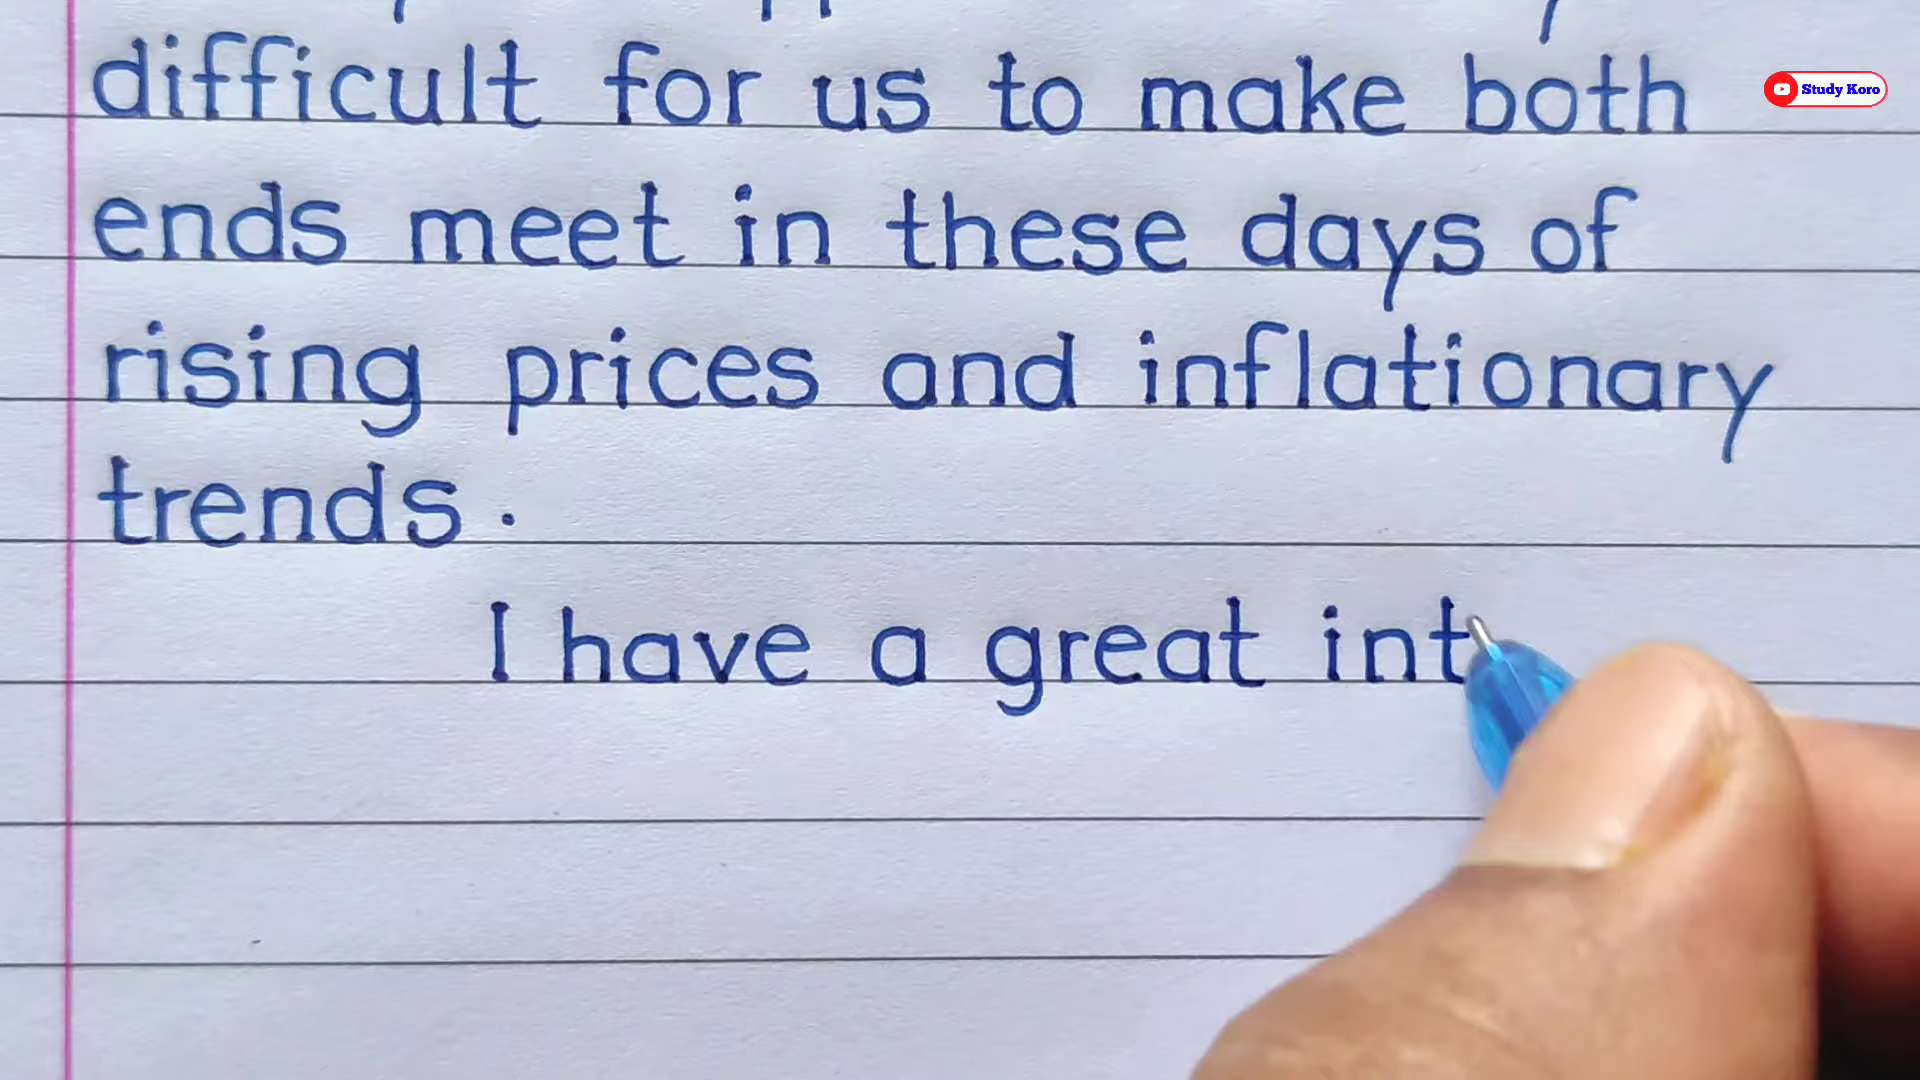 difficult for us to make both
Study Koro
ends meet in these days of
rising prices and inflationary
trends.
I have a great int